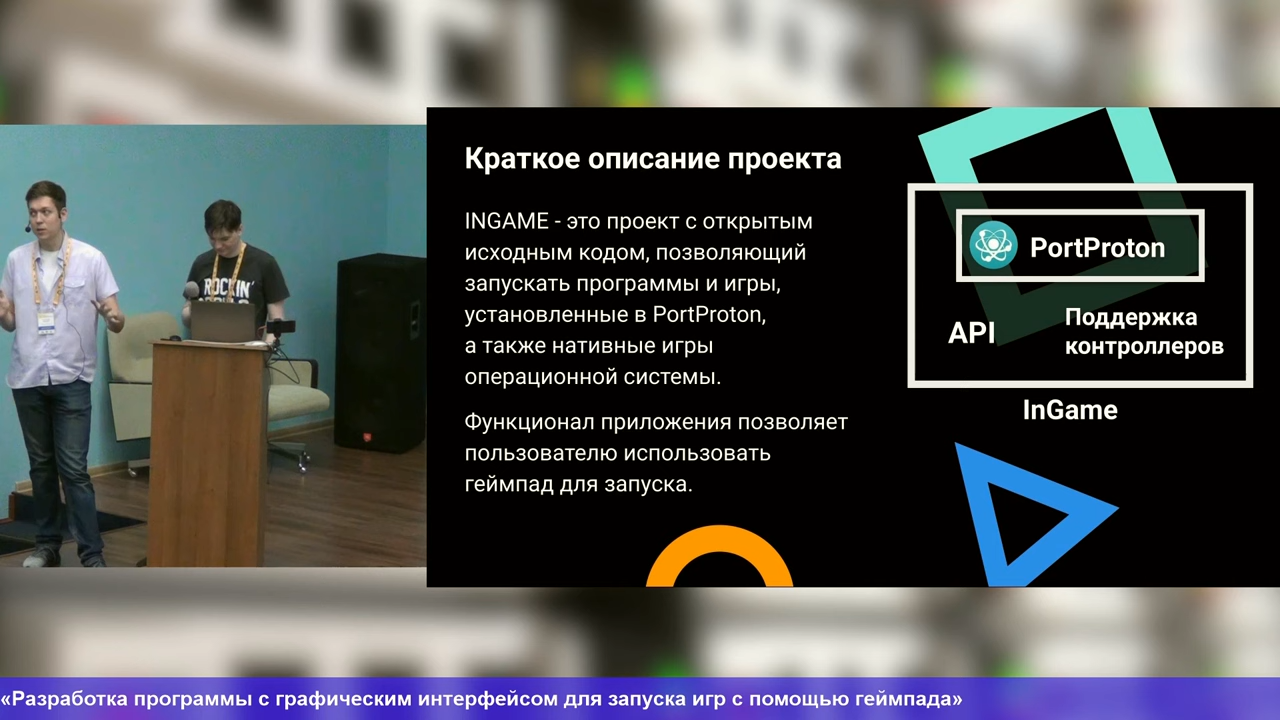 Краткое описание проекта
INGAME - это проект с открытым
исходным кодом, позволяющий
запускать программы и игры,
установленные в PortProton,
а также нативные игры
операционной системы.
Функционал приложения позволяет
пользователю использовать
геймпад для запуска.
PortProton
API
Поддержка
контроллеров
InGame
ROCKIN'
«Разработка программы с графическим интерфейсом для запуска игр с помощью геймпада»